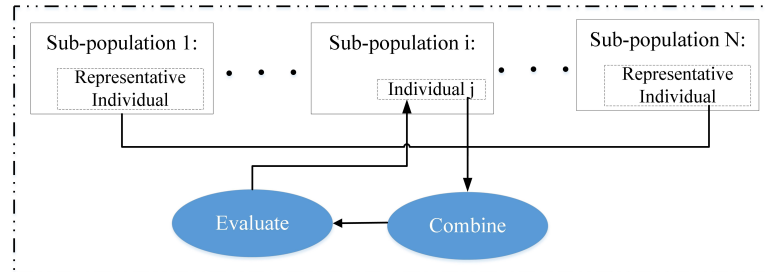 Sub-population 1:
Representative
Individual
Sub-population i:
Individual j
Sub-population N:
Representative
Individual
Evaluate
Combine